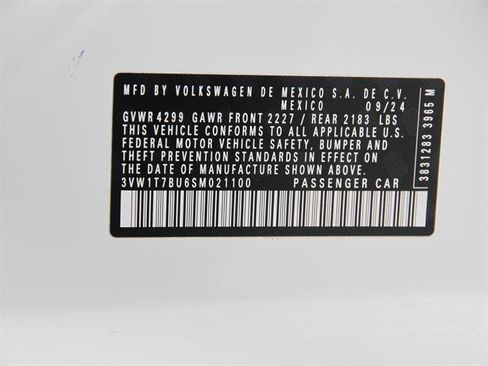 MFD BY VOLKSWAGEN DE MEXICO S.A. DE C.V.
MEXICO 09/24
GVWR 4299 GAWR FRONT 2227 / REAR 2183 LBS
THIS VEHICLE CONFORMS TO ALL APPLICABLE U.S.
FEDERAL MOTOR VEHICLE SAFETY, BUMPER AND
THEFT PREVENTION STANDARDS IN EFFECT ON THE
DATE OF MANUFACTURE SHOWN ABOVE.
3VW1T7BU6SM021100 PASSENGER CAR
3831283 3965 M